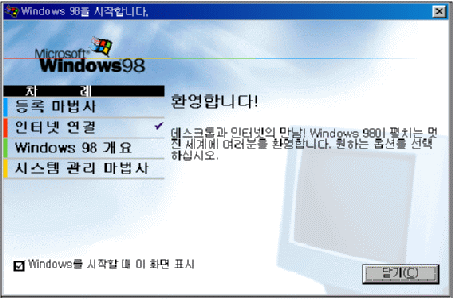 Windows 98을 시작합니다.
Microsoft
Windows98
차 례
등록 마법사
인터넷 연결
Windows 98 개요
시스템 관리 마법사
환영합니다!
데스크톱과 인터넷의 만남! Windows 98이 펼치는 멋
진 세계에 여러분을 환영합니다. 원하는 옵션을 선택
하십시오.
Windows를 시작할 때 이 화면 표시
닫기(C)